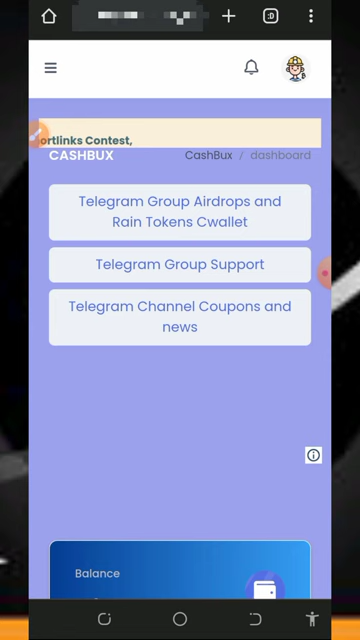 :D
ortlinks Contest,
CASHBUX
CashBux / dashboard
Telegram Group Airdrops and
Rain Tokens Cwallet
Telegram Group Support
Telegram Channel Coupons and
news
Balance